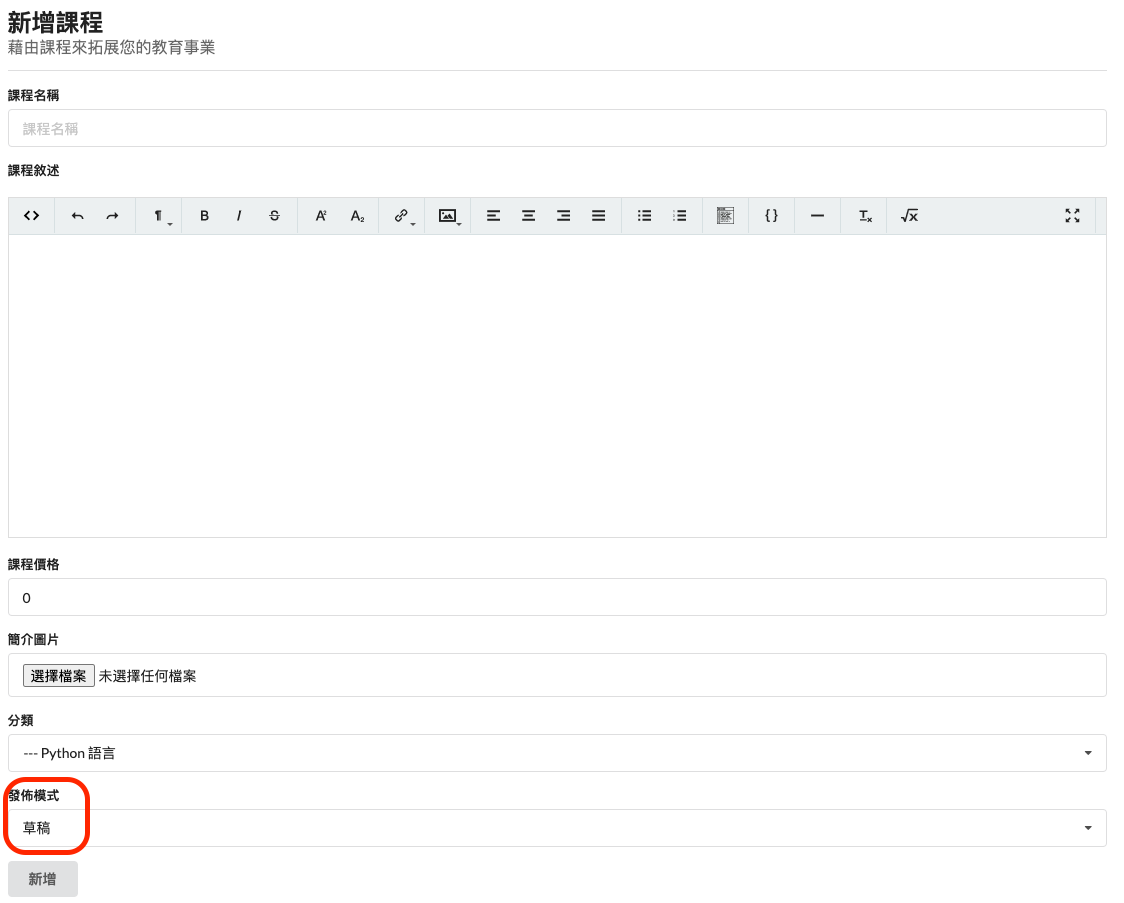 新增課程
藉由課程來拓展您的教育事業
課程名稱
課程名稱
課程敘述
課程價格
0
簡介圖片
選擇檔案 未選擇任何檔案
分類
--- Python 語言
發佈模式
草稿
新增